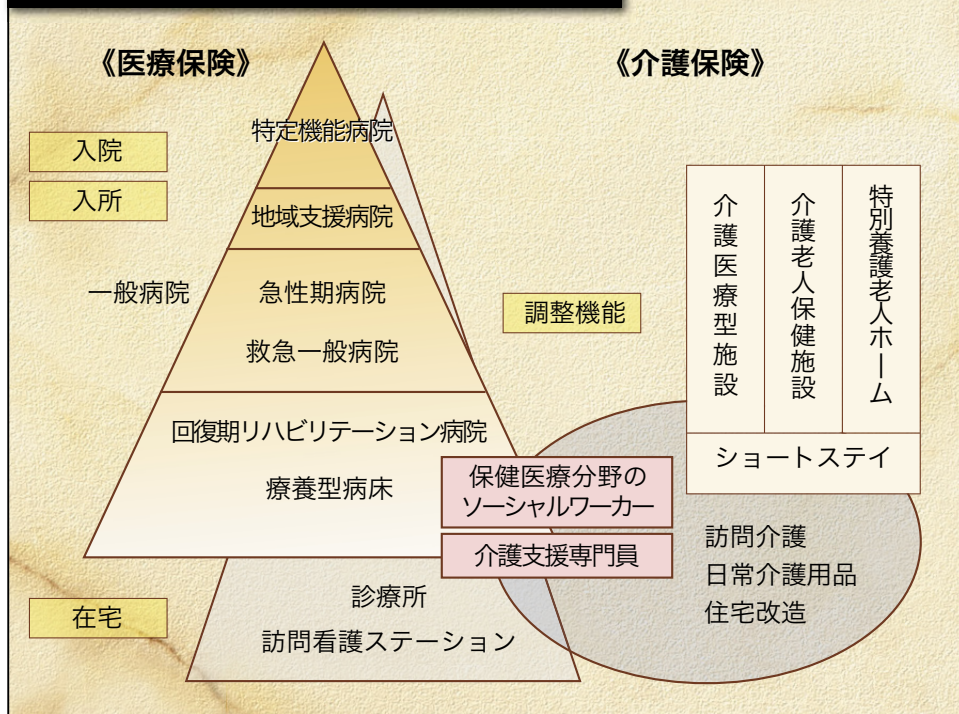 《医療保険》
《介護保険》
入院
入所
特定機能病院
地域支援病院
一般病院
急性期病院
救急一般病院
回復期リハビリテーション病院
療養型病床
調整機能
介護医療型施設
介護老人保健施設
特別養護老人ホーム
ショートステイ
保健医療分野の
ソーシャルワーカー
介護支援専門員
訪問介護
日常介護用品
住宅改造
在宅
診療所
訪問看護ステーション